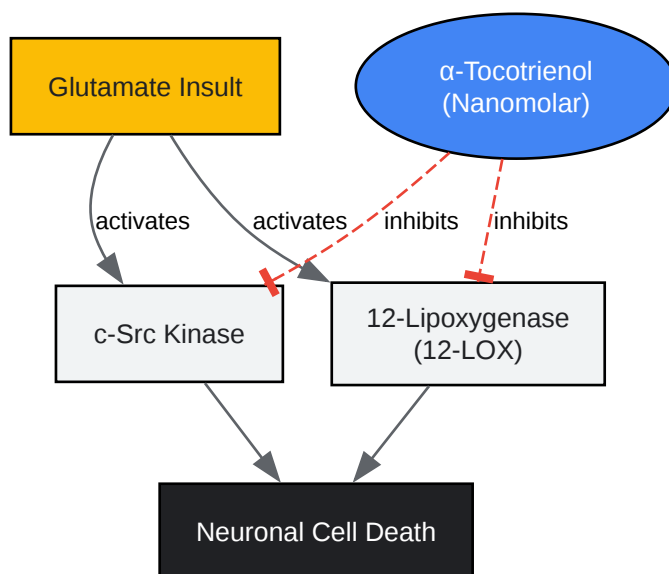 Glutamate Insult
α-Tocotrienol
(Nanomolar)
activates
activates
inhibits
inhibits
c-Src Kinase
12-Lipoxygenase
(12-LOX)
Neuronal Cell Death